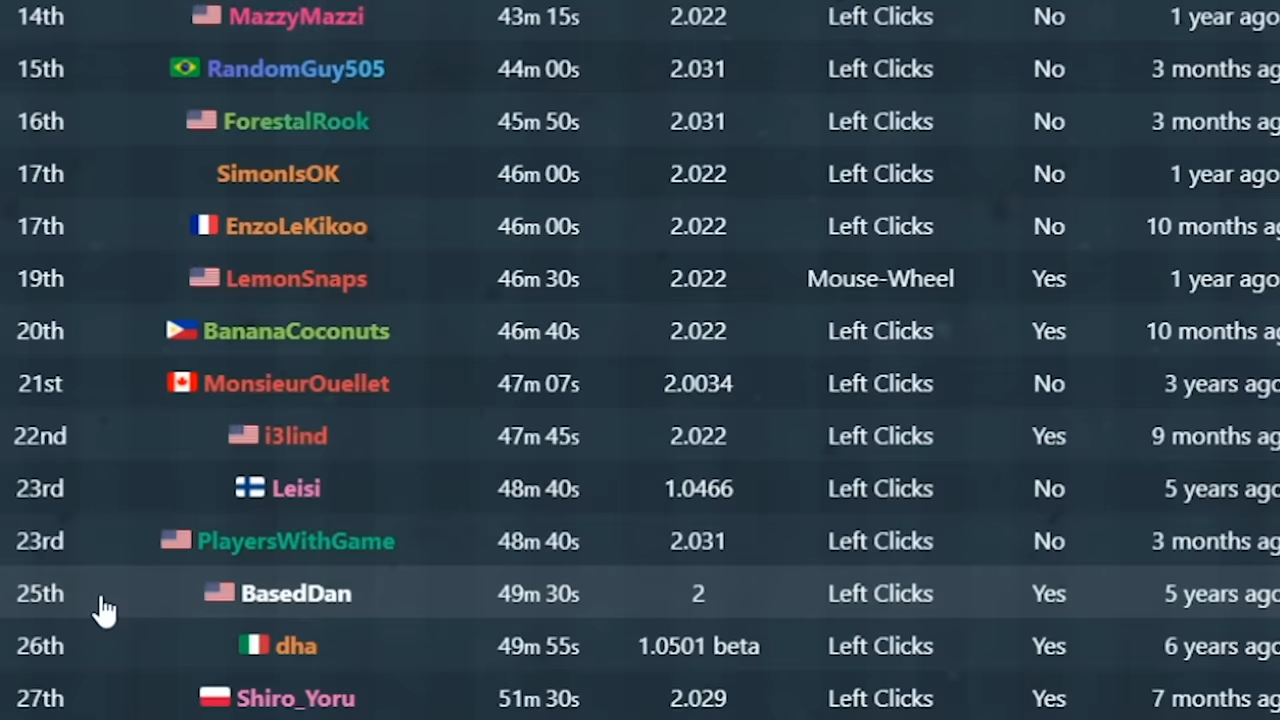 14th MazzyMazzi 43m 15s 2.022 Left Clicks No 1 year ago
15th RandomGuy505 44m 00s 2.031 Left Clicks No 3 months ag
16th ForestalRook 45m 50s 2.031 Left Clicks No 3 months ag
17th SimonIsOK 46m 00s 2.022 Left Clicks No 1 year ago
17th EnzoLeKikoo 46m 00s 2.022 Left Clicks No 10 months ag
19th LemonSnaps 46m 30s 2.022 Mouse-Wheel Yes 1 year ago
20th BananaCoconuts 46m 40s 2.022 Left Clicks Yes 10 months ag
21st MonsieurOuellet 47m 07s 2.0034 Left Clicks No 3 years ago
22nd i3lind 47m 45s 2.022 Left Clicks Yes 9 months ag
23rd Leisi 48m 40s 1.0466 Left Clicks No 5 years ago
23rd PlayersWithGame 48m 40s 2.031 Left Clicks No 3 months ag
25th BasedDan 49m 30s 2 Left Clicks Yes 5 years ago
26th dha 49m 55s 1.0501 beta Left Clicks Yes 6 years ago
27th Shiro_Yoru 51m 30s 2.029 Left Clicks Yes 7 months ag